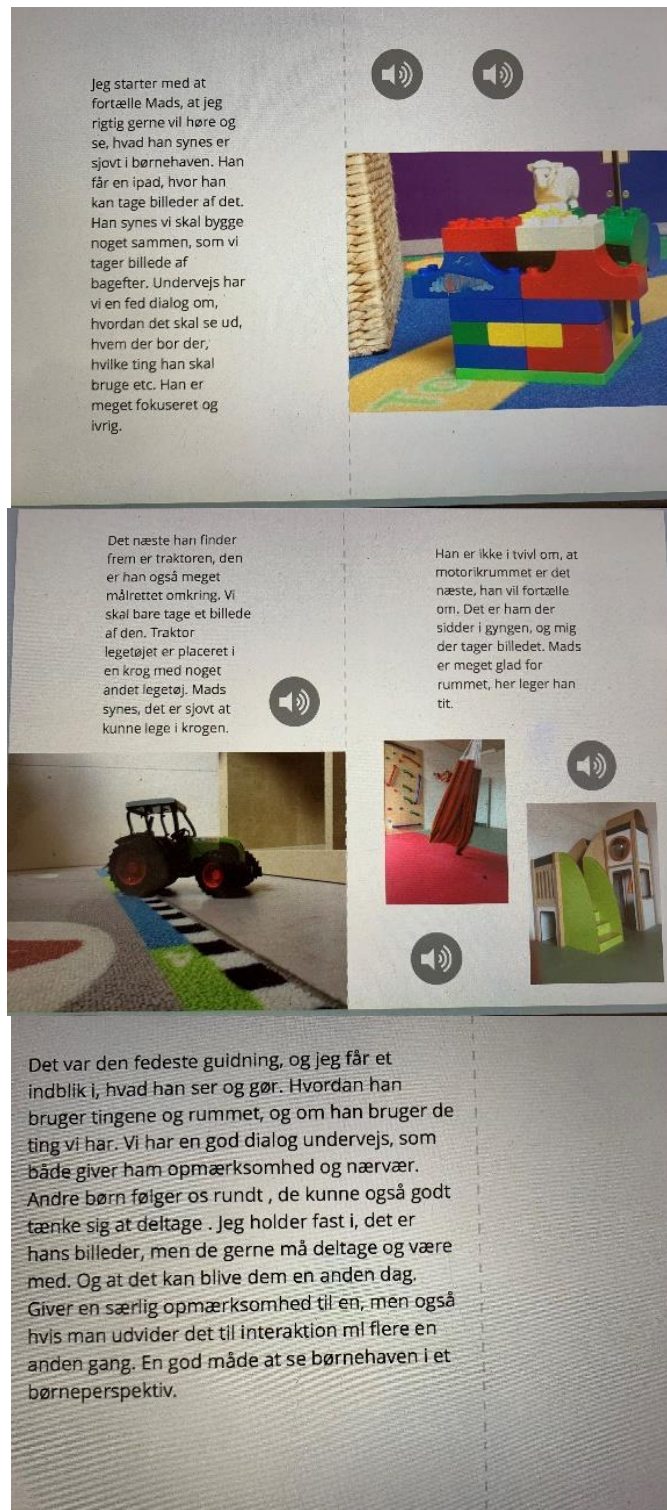 Jeg starter med at
fortælle Mads, at jeg
rigtig gerne vil høre og
se, hvad han synes er
sjovt i børnehaven. Han
får en ipad, hvor han
kan tage billeder af det.
Han synes vi skal bygge
noget sammen, som vi
tager billede af
bagefter. Undervejs har
vi en fed dialog om,
hvordan det skal se ud,
hvem der bor der,
hvilke ting han skal
bruge etc. Han er
meget fokuseret og
ivrig.
To
Det næste han finder
frem er traktoren, den
er han også meget
målrettet omkring. Vi
skal bare tage et billede
af den. Traktor
legetøjet er placeret i
en krog med noget
andet legetøj. Mads
synes, det er sjovt at
kunne lege i krogen.
Han er ikke i tvivl om, at
motorikrummet er det
næste, han vil fortælle
om. Det er ham der
sidder i gyngen, og mig
der tager billedet. Mads
er meget glad for
rummet, her leger han
tit.
Det var den fedeste guidning, og jeg får et
indblik i, hvad han ser og gør. Hvordan han
bruger tingene og rummet, og om han bruger de
ting vi har. Vi har en god dialog undervejs, som
både giver ham opmærksomhed og nærvær.
Andre børn følger os rundt , de kunne også godt
tænke sig at deltage . Jeg holder fast i, det er
hans billeder, men de gerne må deltage og være
med. Og at det kan blive dem en anden dag.
Giver en særlig opmærksomhed til en, men også
hvis man udvider det til interaktion ml flere en
anden gang. En god måde at se børnehaven i et
børneperspektiv.